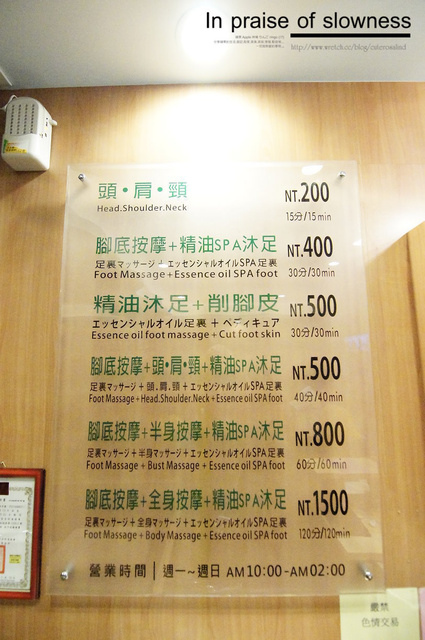 In praise of slowness
頭・肩・頸 NT.200
Head.Shoulder.Neck 15分/15min
腳底按摩+精油SPA沐足 NT.400
足裏マッサージ+エッセンシャルオイルSPA足裏 30分/30min
Foot Massage+Essence oil SPA foot
精油沐足+削腳皮 NT.500
エッセンシャルオイル足裏 + ペディキュア 30分/30min
Essence oil foot massage + Cut foot skin
腳底按摩+頭・肩・頸+精油SPA沐足 NT.500
足裏マッサージ + 頭.肩.頸 + エッセンシャルオイルSPA足裏 40分/40min
Foot Massage+Head.Shoulder.Neck+Essence oil SPA foot
腳底按摩+半身按摩+精油SPA沐足 NT.800
足裏マッサージ + 半身マッサージ + エッセンシャルオイルSPA足裏 60分/60min
Foot Massage + Bust Massage + Essence oil SPA foot
腳底按摩+全身按摩+精油SPA沐足 NT.1500
足裏マッサージ + 全身マッサージ + エッセンシャルオイルSPA足裏 120分/120min
Foot Massage + Body Massage + Essence oil SPA foot
營業時間 | 週一~週日 AM10:00-AM02:00
嚴禁
色情交易